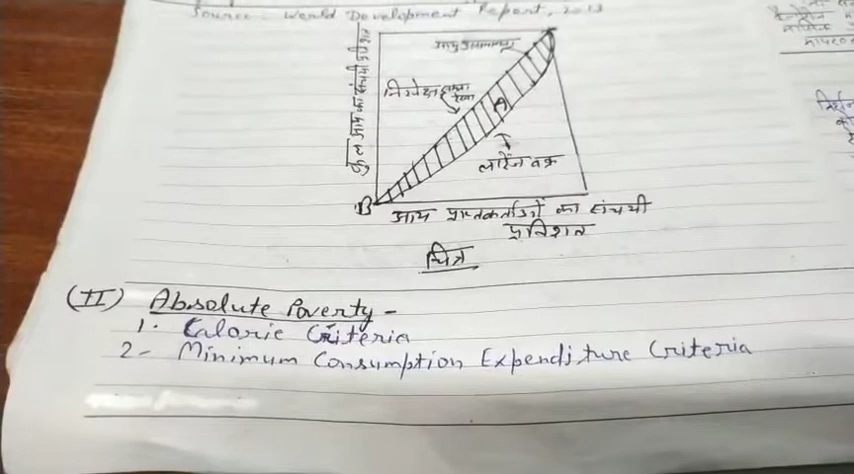 Source: World Development Report, 2013
कुल आय का संचयी प्रतिशत
निरपेक्ष समता रेखा
A
लॉरेंज वक्र
B
आय प्राप्तकर्ताओं का संचयी
प्रतिशत
चित्र
(II) Absolute Poverty -
1. Calorie Criteria
2- Minimum Consumption Expenditure Criteria